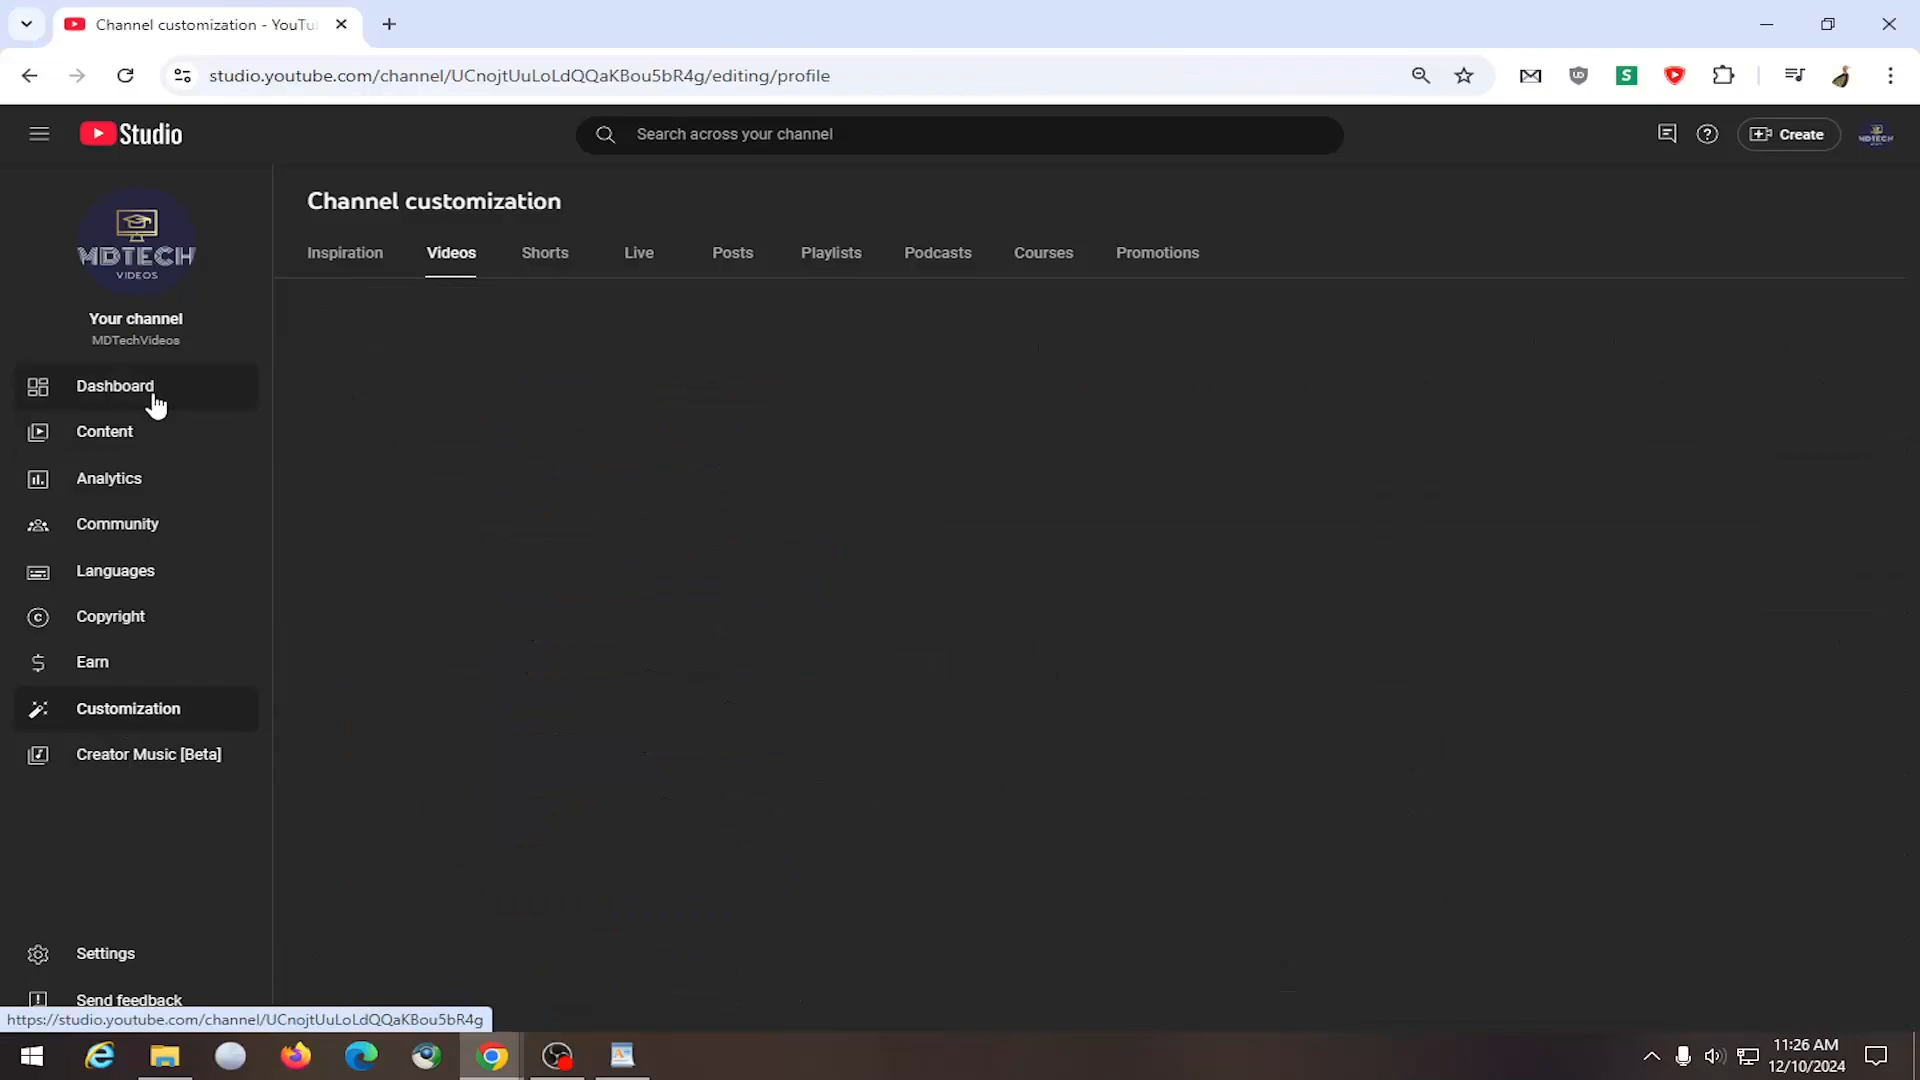 Channel customization - YouTu
studio.youtube.com/channel/UCnojtUuLoLdQQaKBou5bR4g/editing/profile
Studio
Search across your channel
Create
MDTECH
VIDEOS
Your channel
MDTechVideos
Dashboard
Content
Analytics
Community
Languages
Copyright
Earn
Customization
Creator Music [Beta]
Settings
Send feedback
Channel customization
Inspiration Videos Shorts Live Posts Playlists Podcasts Courses Promotions
https://studio.youtube.com/channel/UCnojtUuLoLdQQaKBou5bR4g
11:26 AM
12/10/2024